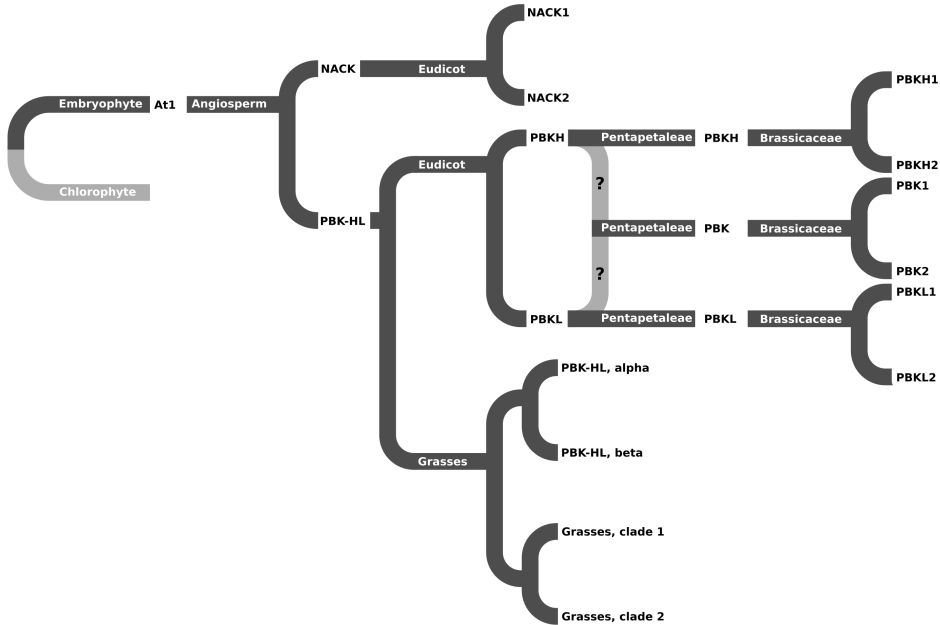 NACK1
NACK
Eudicot
NACK2
PBKH1
Embryophyte
At1
Angiosperm
PBKH
Pentapetaleae
PBKH
Brassicaceae
Eudicot
PBKH2
?
PBK1
Chlorophyte
PBK-HL
Pentapetaleae
PBK
Brassicaceae
?
PBK2
PBKL1
PBKL
Pentapetaleae
PBKL
Brassicaceae
PBKL2
PBK-HL, alpha
PBK-HL, beta
Grasses
Grasses, clade 1
Grasses, clade 2